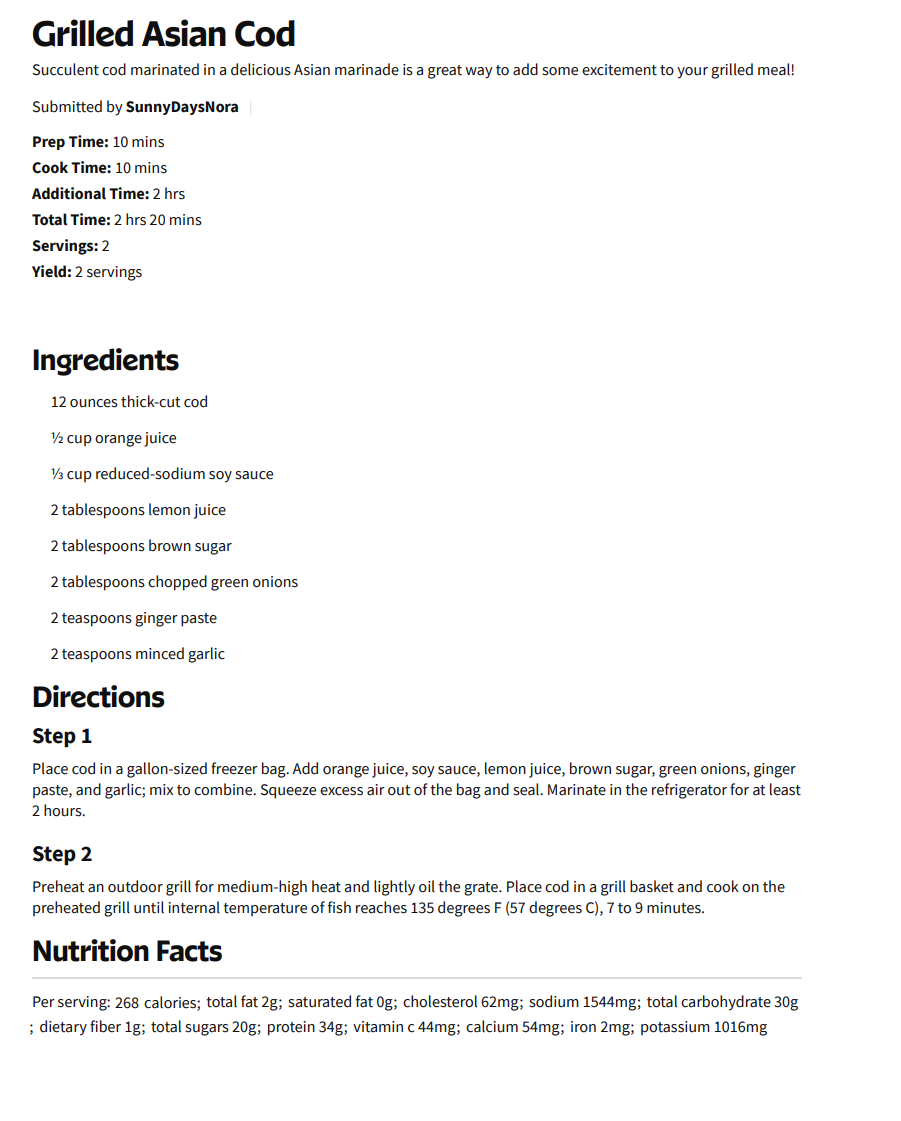 Grilled Asian Cod
Succulent cod marinated in a delicious Asian marinade is a great way to add some excitement to your grilled meal!
Submitted by SunnyDaysNora
Prep Time: 10 mins
Cook Time: 10 mins
Additional Time: 2 hrs
Total Time: 2 hrs 20 mins
Servings: 2
Yield: 2 servings
Ingredients
12 ounces thick-cut cod
½ cup orange juice
⅓ cup reduced-sodium soy sauce
2 tablespoons lemon juice
2 tablespoons brown sugar
2 tablespoons chopped green onions
2 teaspoons ginger paste
2 teaspoons minced garlic
Directions
Step 1
Place cod in a gallon-sized freezer bag. Add orange juice, soy sauce, lemon juice, brown sugar, green onions, ginger
paste, and garlic; mix to combine. Squeeze excess air out of the bag and seal. Marinate in the refrigerator for at least
2 hours.
Step 2
Preheat an outdoor grill for medium-high heat and lightly oil the grate. Place cod in a grill basket and cook on the
preheated grill until internal temperature of fish reaches 135 degrees F (57 degrees C), 7 to 9 minutes.
Nutrition Facts
Per serving: 268 calories; total fat 2g; saturated fat 0g; cholesterol 62mg; sodium 1544mg; total carbohydrate 30g
; dietary fiber 1g; total sugars 20g; protein 34g; vitamin c 44mg; calcium 54mg; iron 2mg; potassium 1016mg